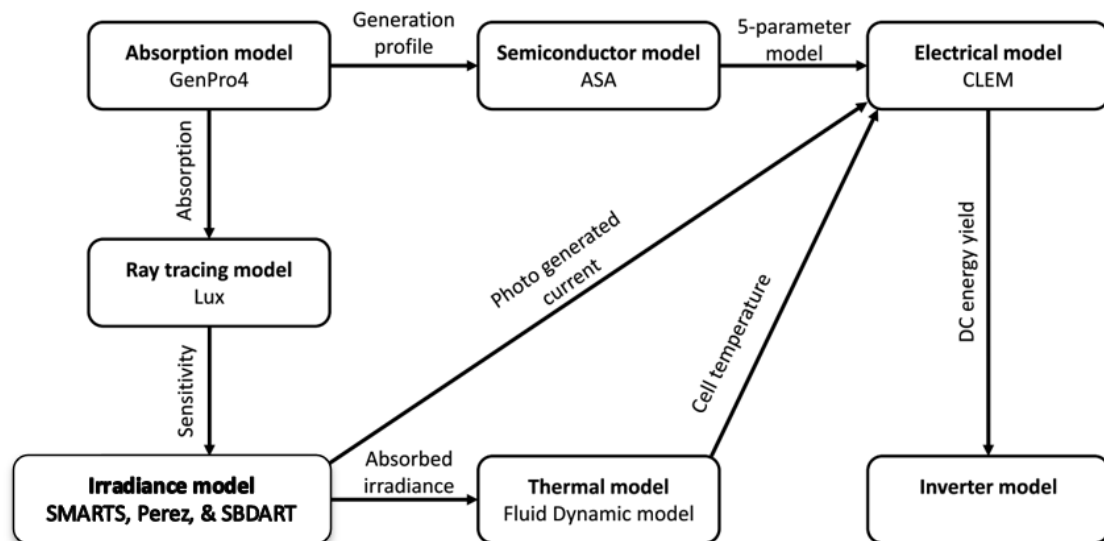 Absorption model
GenPro4
Generation
profile
Semiconductor model
ASA
5-parameter
model
Electrical model
CLEM
Absorption
Ray tracing model
Lux
Photo generated
current
Cell temperature
DC energy yield
Sensitivity
Irradiance model
SMARTS, Perez, & SBDART
Absorbed
irradiance
Thermal model
Fluid Dynamic model
Inverter model